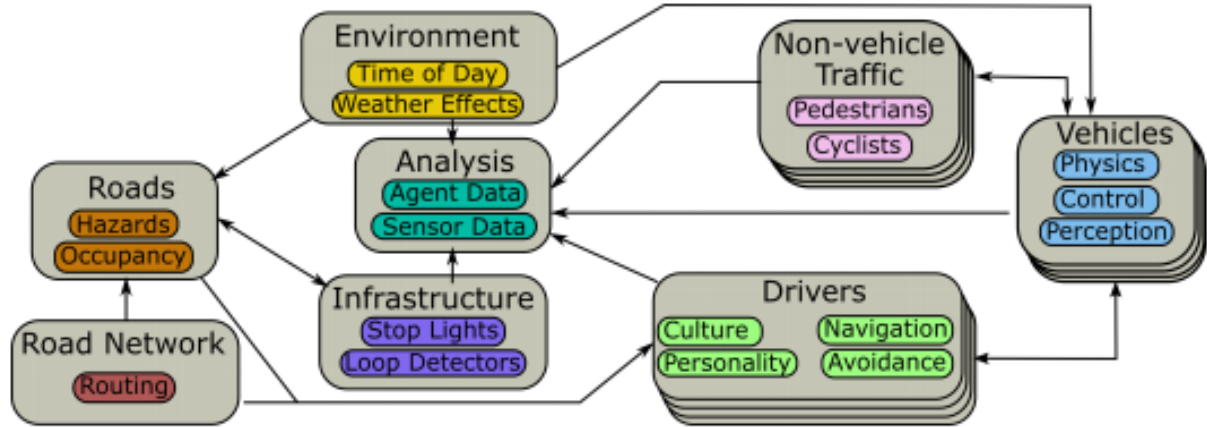 Environment
Time of Day
Weather Effects
Non-vehicle
Traffic
Pedestrians
Cyclists
Vehicles
Physics
Control
Perception
Analysis
Agent Data
Sensor Data
Roads
Hazards
Occupancy
Infrastructure
Stop Lights
Loop Detectors
Drivers
Culture
Navigation
Personality
Avoidance
Road Network
Routing